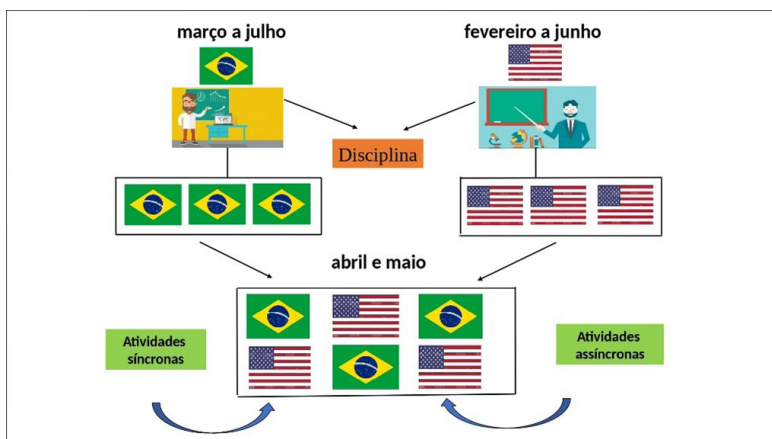 março a julho
fevereiro a junho
Disciplina
abril e maio
Atividades
síncronas
Atividades
assíncronas